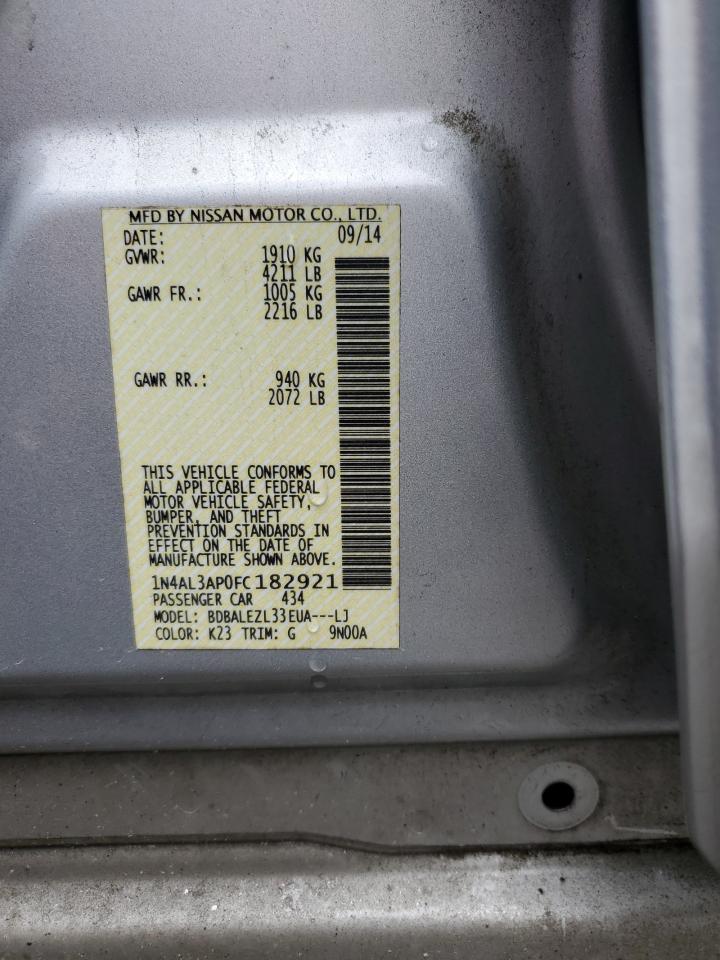 MFD BY NISSAN MOTOR CO., LTD.
DATE: 09/14
GVWR: 1910 KG
4211 LB
GAWR FR.: 1005 KG
2216 LB
GAWR RR.: 940 KG
2072 LB
THIS VEHICLE CONFORMS TO
ALL APPLICABLE FEDERAL
MOTOR VEHICLE SAFETY,
BUMPER, AND THEFT
PREVENTION STANDARDS IN
EFFECT ON THE DATE OF
MANUFACTURE SHOWN ABOVE.
1N4AL3AP0FC182921
PASSENGER CAR 434
MODEL: BDBALEZL33EUA---LJ
COLOR: K23 TRIM: G 9N00A